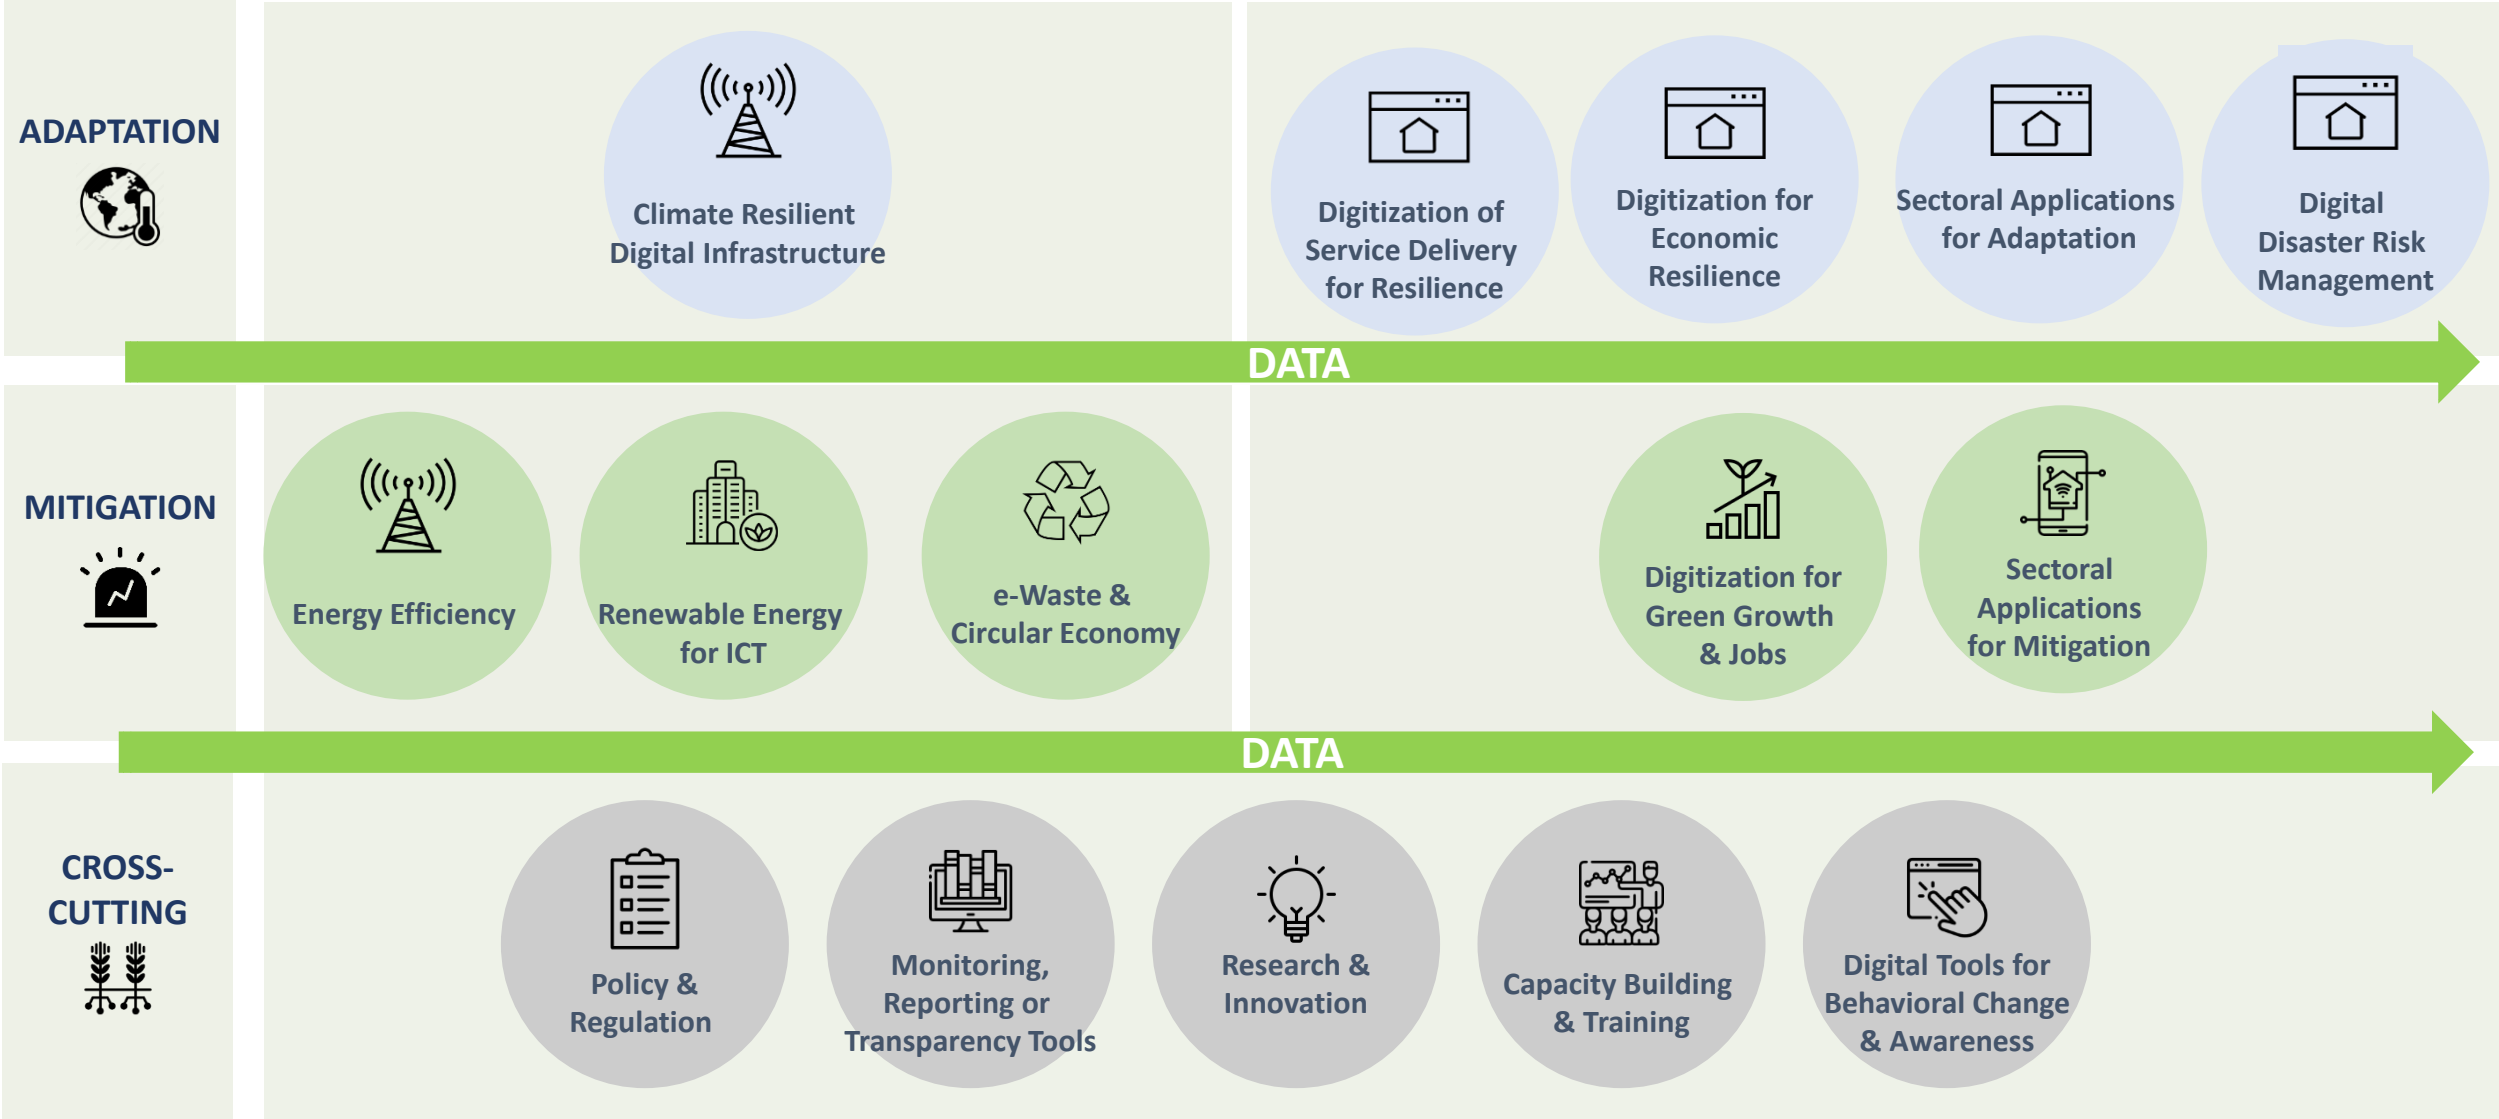 ADAPTATION
Climate Resilient
Digital Infrastructure
Digitization of
Service Delivery
for Resilience
Digitization for
Economic
Resilience
Sectoral Applications
for Adaptation
Digital
Disaster Risk
Management
DATA
MITIGATION
Energy Efficiency
Renewable Energy
for ICT
e-Waste &
Circular Economy
Digitization for
Green Growth
& Jobs
Sectoral
Applications
for Mitigation
DATA
CROSS-
CUTTING
Policy &
Regulation
Monitoring,
Reporting or
Transparency Tools
Research &
Innovation
Capacity Building
& Training
Digital Tools for
Behavioral Change
& Awareness